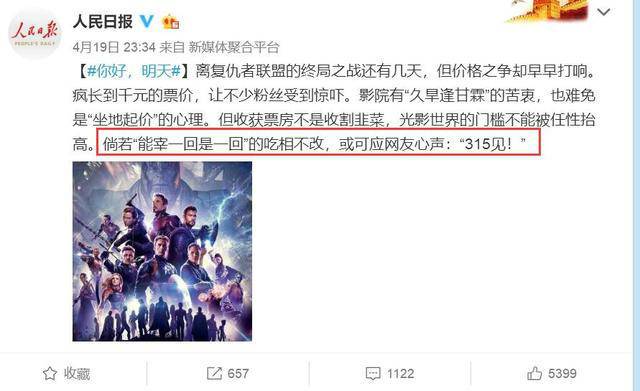 人民日报
PEOPLE'S DAILY
人民日报
4月19日 23:34 来自 新媒体聚合平台
【#你好，明天#】离复仇者联盟的终局之战还有几天，但价格之争却早早打响。
疯长到千元的票价，让不少粉丝受到惊吓。影院有“久旱逢甘霖”的苦衷，也难免
是“坐地起价”的心理。但收获票房不是收割韭菜，光影世界的门槛不能被任性抬
高。倘若“能宰一回是一回”的吃相不改，或可应网友心声：“315见！”
收藏
657
1122
5399